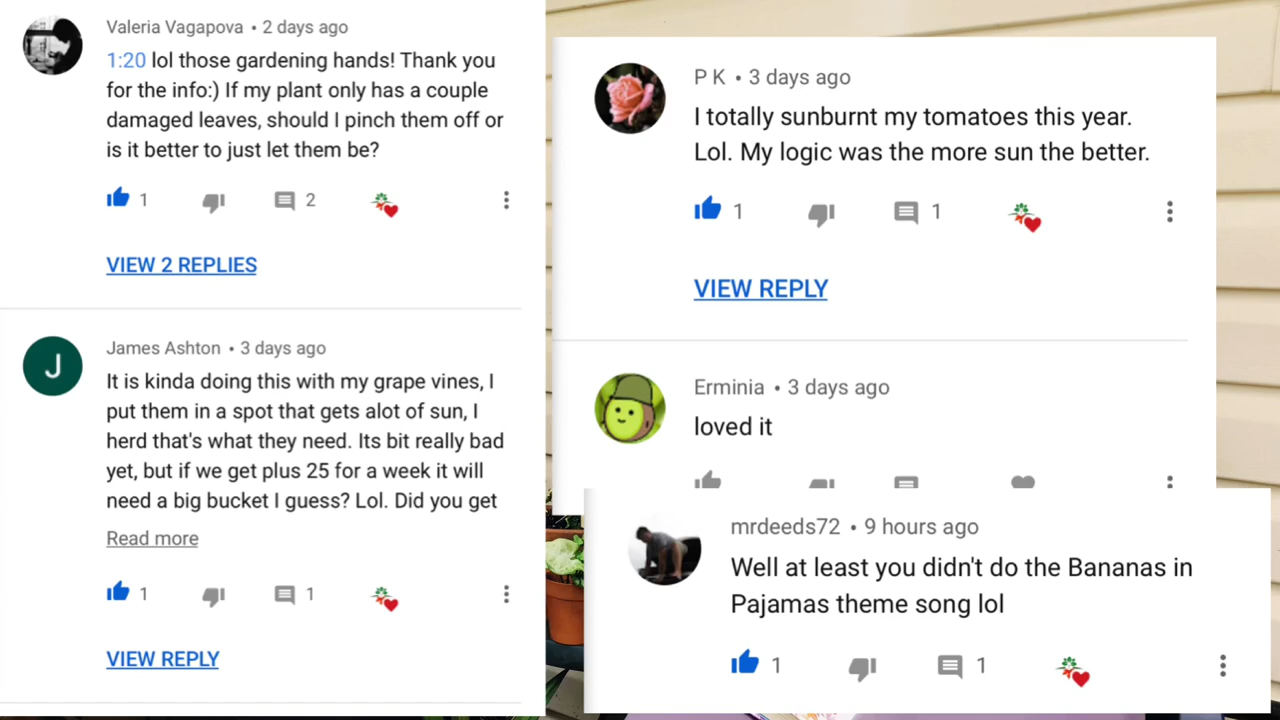 Valeria Vagapova • 2 days ago
1:20 lol those gardening hands! Thank you
for the info:) If my plant only has a couple
damaged leaves, should I pinch them off or
is it better to just let them be?
1
2
VIEW 2 REPLIES
J
James Ashton • 3 days ago
It is kinda doing this with my grape vines, I
put them in a spot that gets alot of sun, I
herd that's what they need. Its bit really bad
yet, but if we get plus 25 for a week it will
need a big bucket I guess? Lol. Did you get
Read more
1
1
VIEW REPLY
P K • 3 days ago
I totally sunburnt my tomatoes this year.
Lol. My logic was the more sun the better.
1
1
VIEW REPLY
Erminia • 3 days ago
loved it
mrdeeds72 • 9 hours ago
Well at least you didn't do the Bananas in
Pajamas theme song lol
1
1